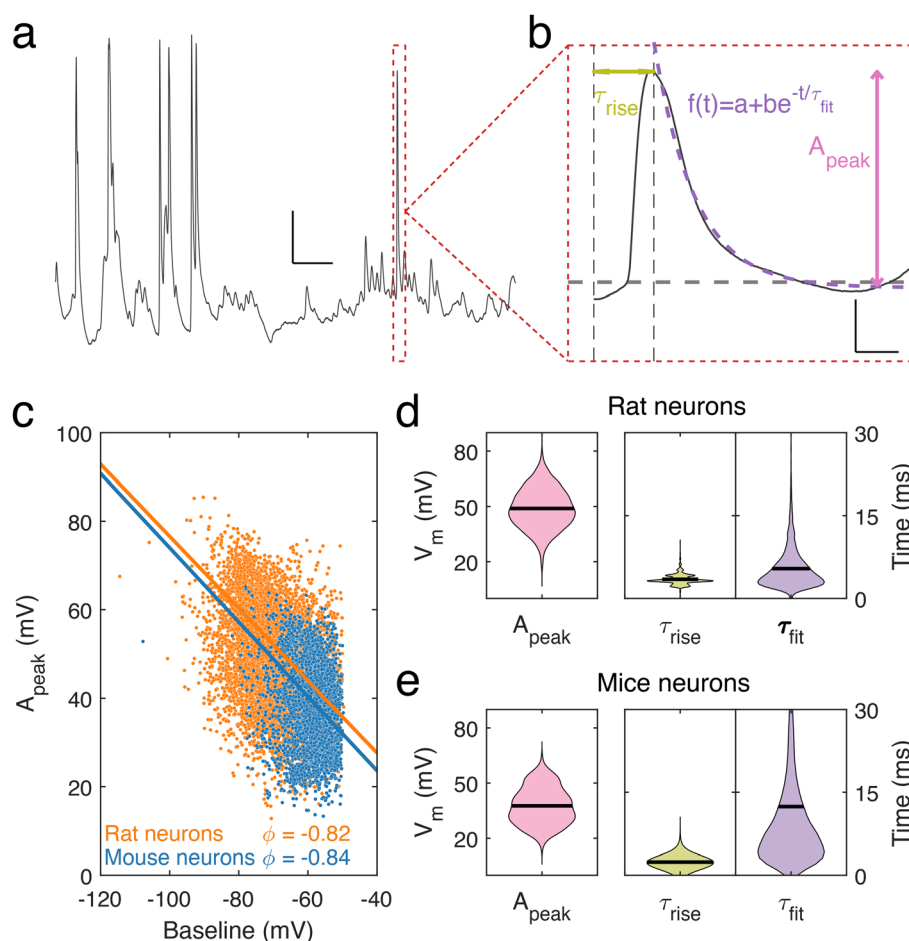 a
b
τrise
f(t)=a+be-t/τfit
Apeak
c
100
80
60
40
20
0
Apeak (mV)
-120
-100
-80
-60
-40
Baseline (mV)
Rat neurons ϕ = -0.82
Mouse neurons ϕ = -0.84
d
Rat neurons
80
50
20
Vm (mV)
30
15
0
Time (ms)
Apeak
τrise
τfit
e
Mice neurons
80
50
20
Vm (mV)
30
15
0
Time (ms)
Apeak
τrise
τfit